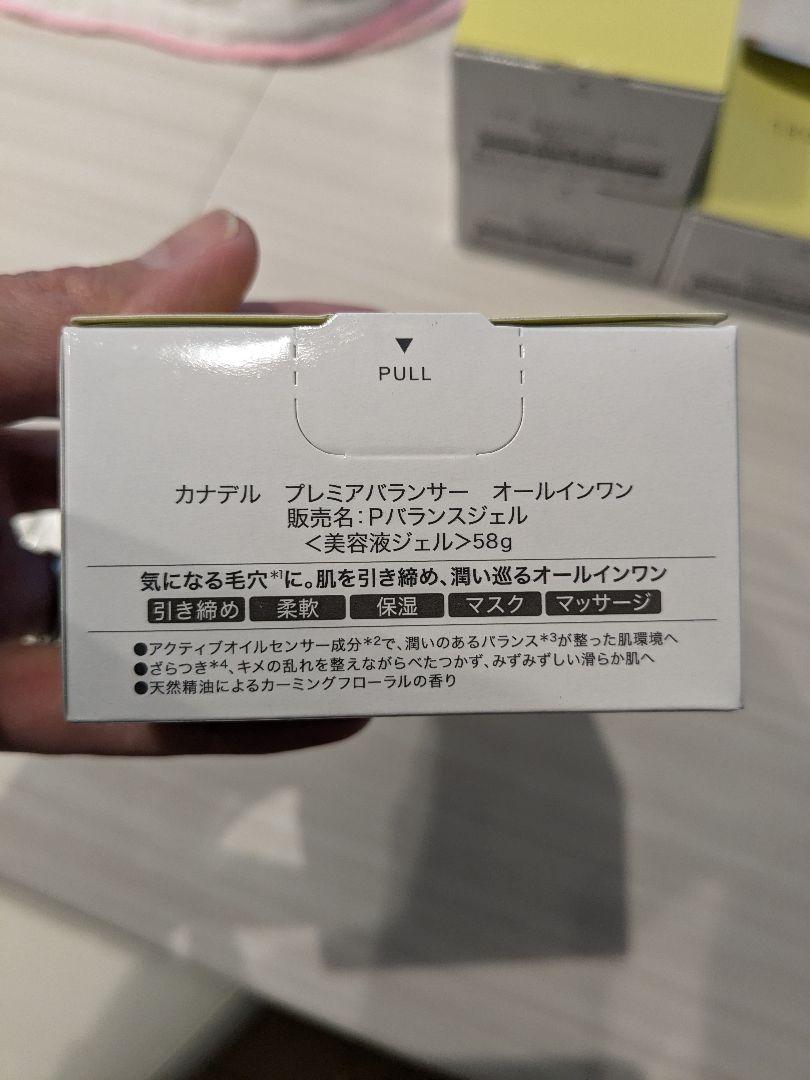 PULL
カナデル プレミアバランサー オールインワン
販売名:Pバランスジェル
<美容液ジェル>58g
気になる毛穴*1に。肌を引き締め、潤い巡るオールインワン
引き締め 柔軟 保湿 マスク マッサージ
●アクティブオイルセンサー成分*2で、潤いのあるバランス*3が整った肌環境へ
●ざらつき*4、キメの乱れを整えながらべたつかず、みずみずしい滑らか肌へ
●天然精油によるカーミングフローラルの香り